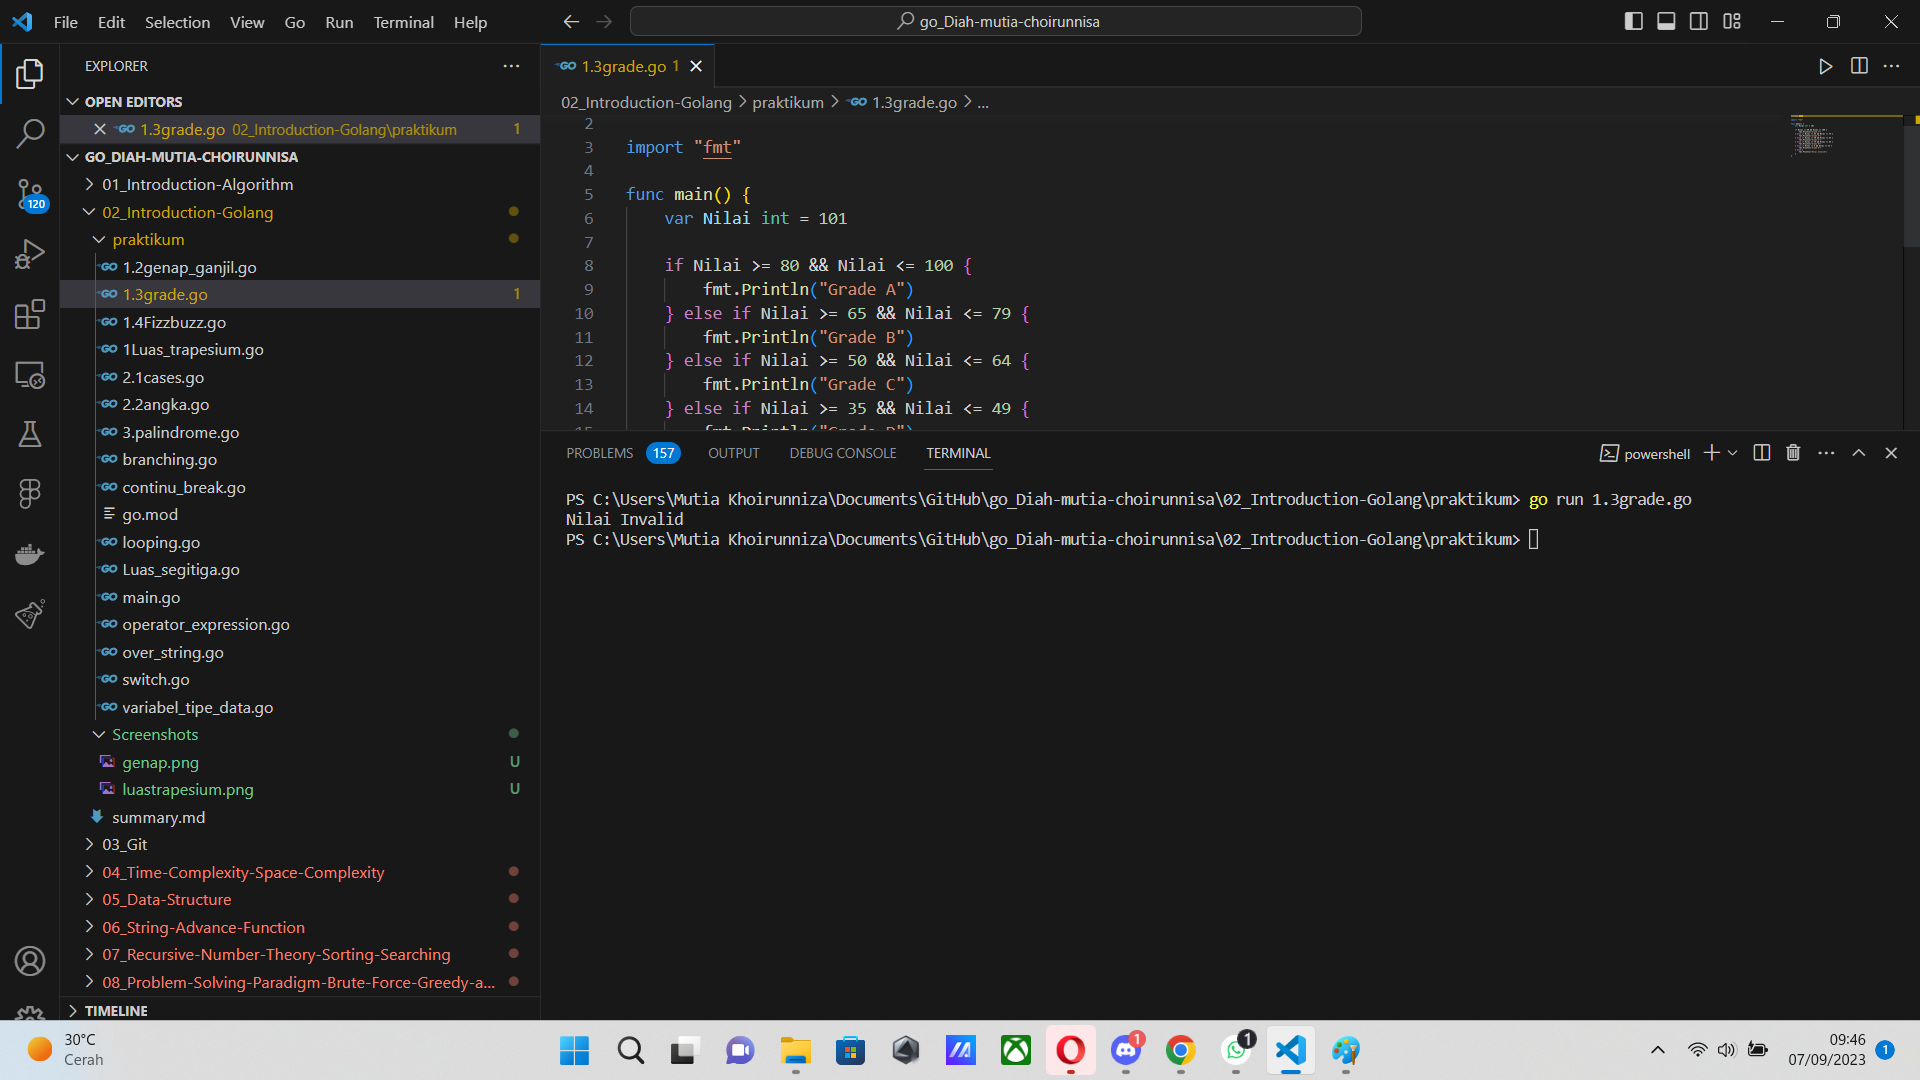 File Edit Selection View Go Run Terminal Help
go_Diah-mutia-choirunnisa
EXPLORER
OPEN EDITORS
1.3grade.go 02_Introduction-Golang\praktikum 1
GO_DIAH-MUTIA-CHOIRUNNISA
01_Introduction-Algorithm
02_Introduction-Golang
praktikum
1.2genap_ganjil.go
1.3grade.go 1
1.4Fizzbuzz.go
1Luas_trapesium.go
2.1cases.go
2.2angka.go
3.palindrome.go
branching.go
continu_break.go
go.mod
looping.go
Luas_segitiga.go
main.go
operator_expression.go
over_string.go
switch.go
variabel_tipe_data.go
Screenshots
genap.png U
luastrapesium.png U
summary.md
03_Git
04_Time-Complexity-Space-Complexity
05_Data-Structure
06_String-Advance-Function
07_Recursive-Number-Theory-Sorting-Searching
08_Problem-Solving-Paradigm-Brute-Force-Greedy-a...
TIMELINE
120
1.3grade.go 1
02_Introduction-Golang > praktikum > 1.3grade.go > ...
2
3 import "fmt"
4
5 func main() {
6 var Nilai int = 101
7
8 if Nilai >= 80 && Nilai <= 100 {
9 fmt.Println("Grade A")
10 } else if Nilai >= 65 && Nilai <= 79 {
11 fmt.Println("Grade B")
12 } else if Nilai >= 50 && Nilai <= 64 {
13 fmt.Println("Grade C")
14 } else if Nilai >= 35 && Nilai <= 49 {
PROBLEMS 157 OUTPUT DEBUG CONSOLE TERMINAL
powershell
PS C:\Users\Mutia Khoirunniza\Documents\GitHub\go_Diah-mutia-choirunnisa\02_Introduction-Golang\praktikum> go run 1.3grade.go
Nilai Invalid
PS C:\Users\Mutia Khoirunniza\Documents\GitHub\go_Diah-mutia-choirunnisa\02_Introduction-Golang\praktikum>
30°C
Cerah
1
1
09:46
07/09/2023
1